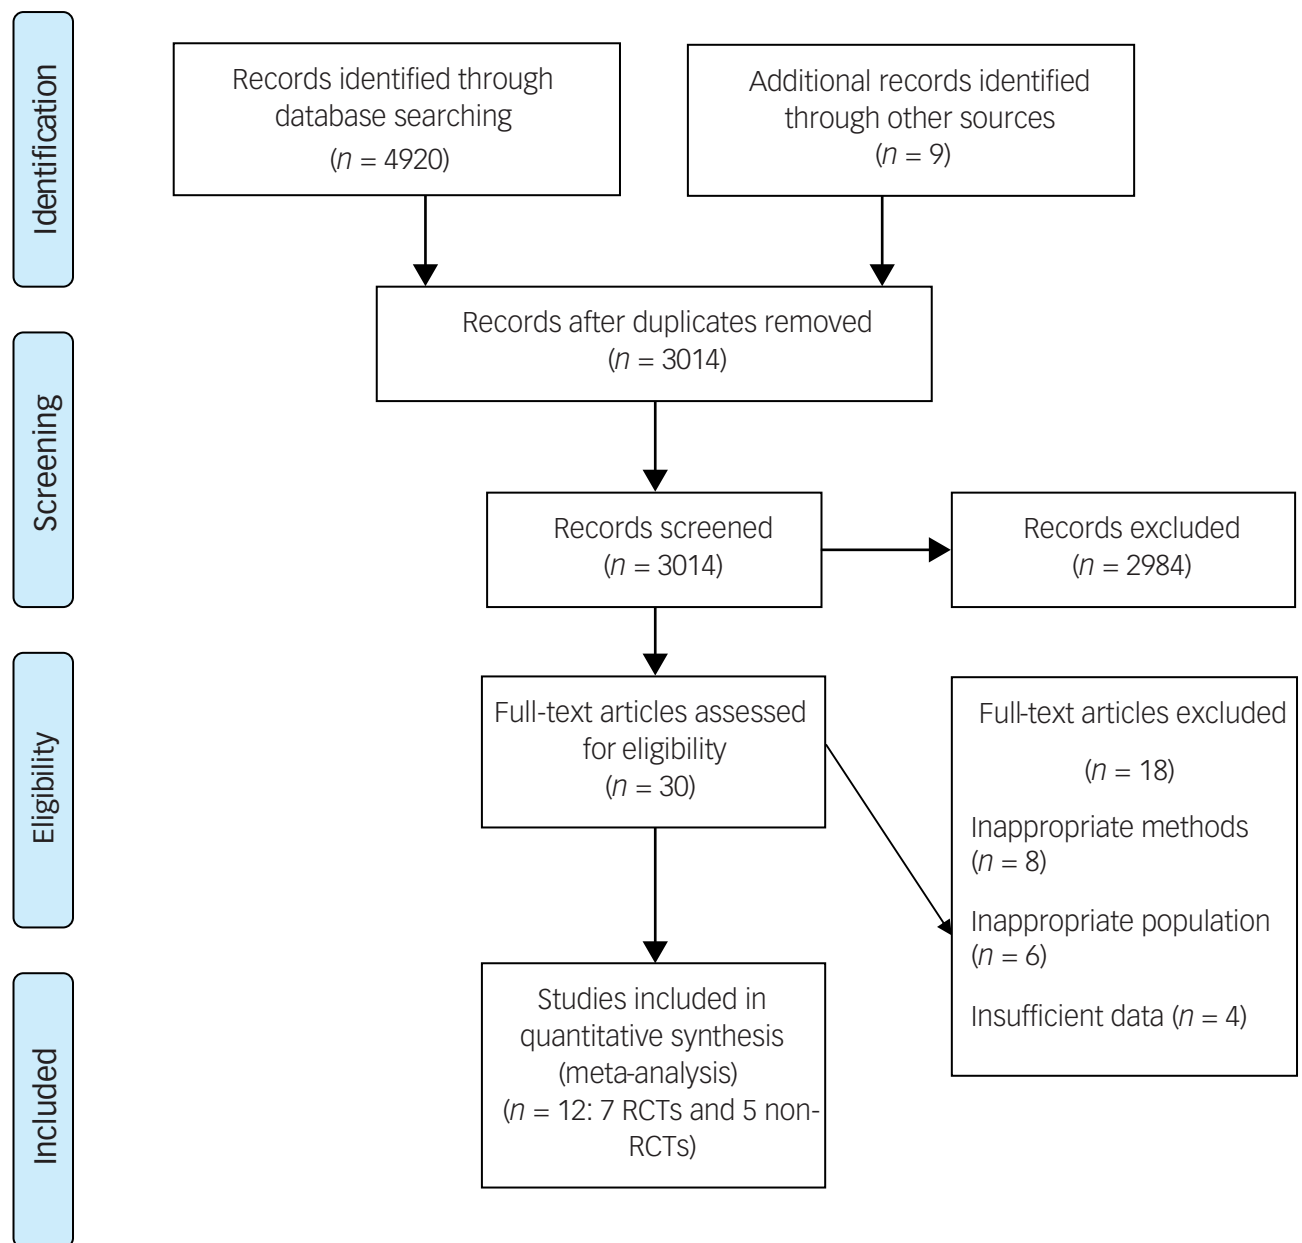 Identification
Records identified through
database searching
(n = 4920)
Additional records identified
through other sources
(n = 9)
Records after duplicates removed
(n = 3014)
Screening
Records screened
(n = 3014)
Records excluded
(n = 2984)
Eligibility
Full-text articles assessed
for eligibility
(n = 30)
Full-text articles excluded
(n = 18)
Inappropriate methods
(n = 8)
Inappropriate population
(n = 6)
Insufficient data (n = 4)
Included
Studies included in
quantitative synthesis
(meta-analysis)
(n = 12: 7 RCTs and 5 non-
RCTs)